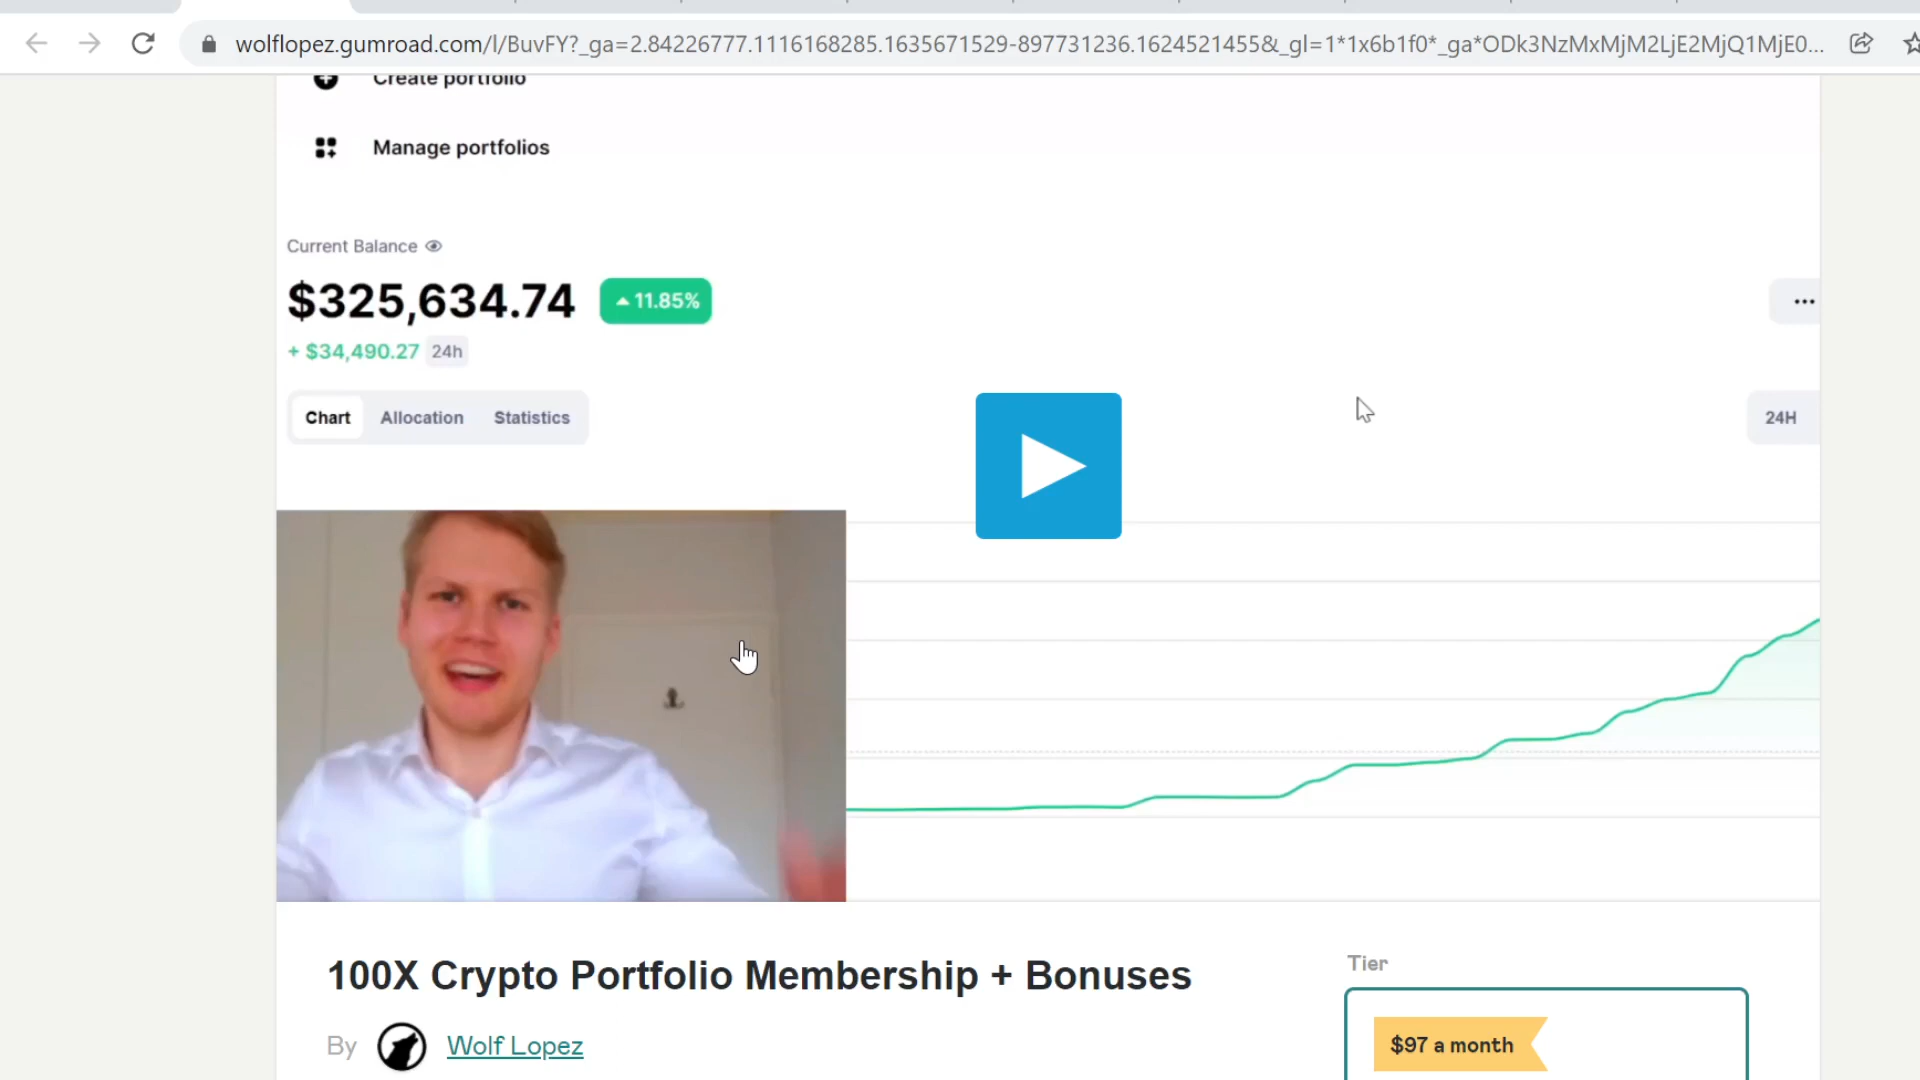 wolflopez.gumroad.com/l/BuvFY?_ga=2.84226777.1116168285.1635671529-897731236.1624521455&_gl=1*1x6b1f0*_ga*ODk3NzMxMjM2LjE2MjQ1MjE0...
Create portfolio
Manage portfolios
Current Balance
$325,634.74 11.85%
+ $34,490.27 24h
Chart Allocation Statistics 24H
100X Crypto Portfolio Membership + Bonuses
Tier
By Wolf Lopez
$97 a month